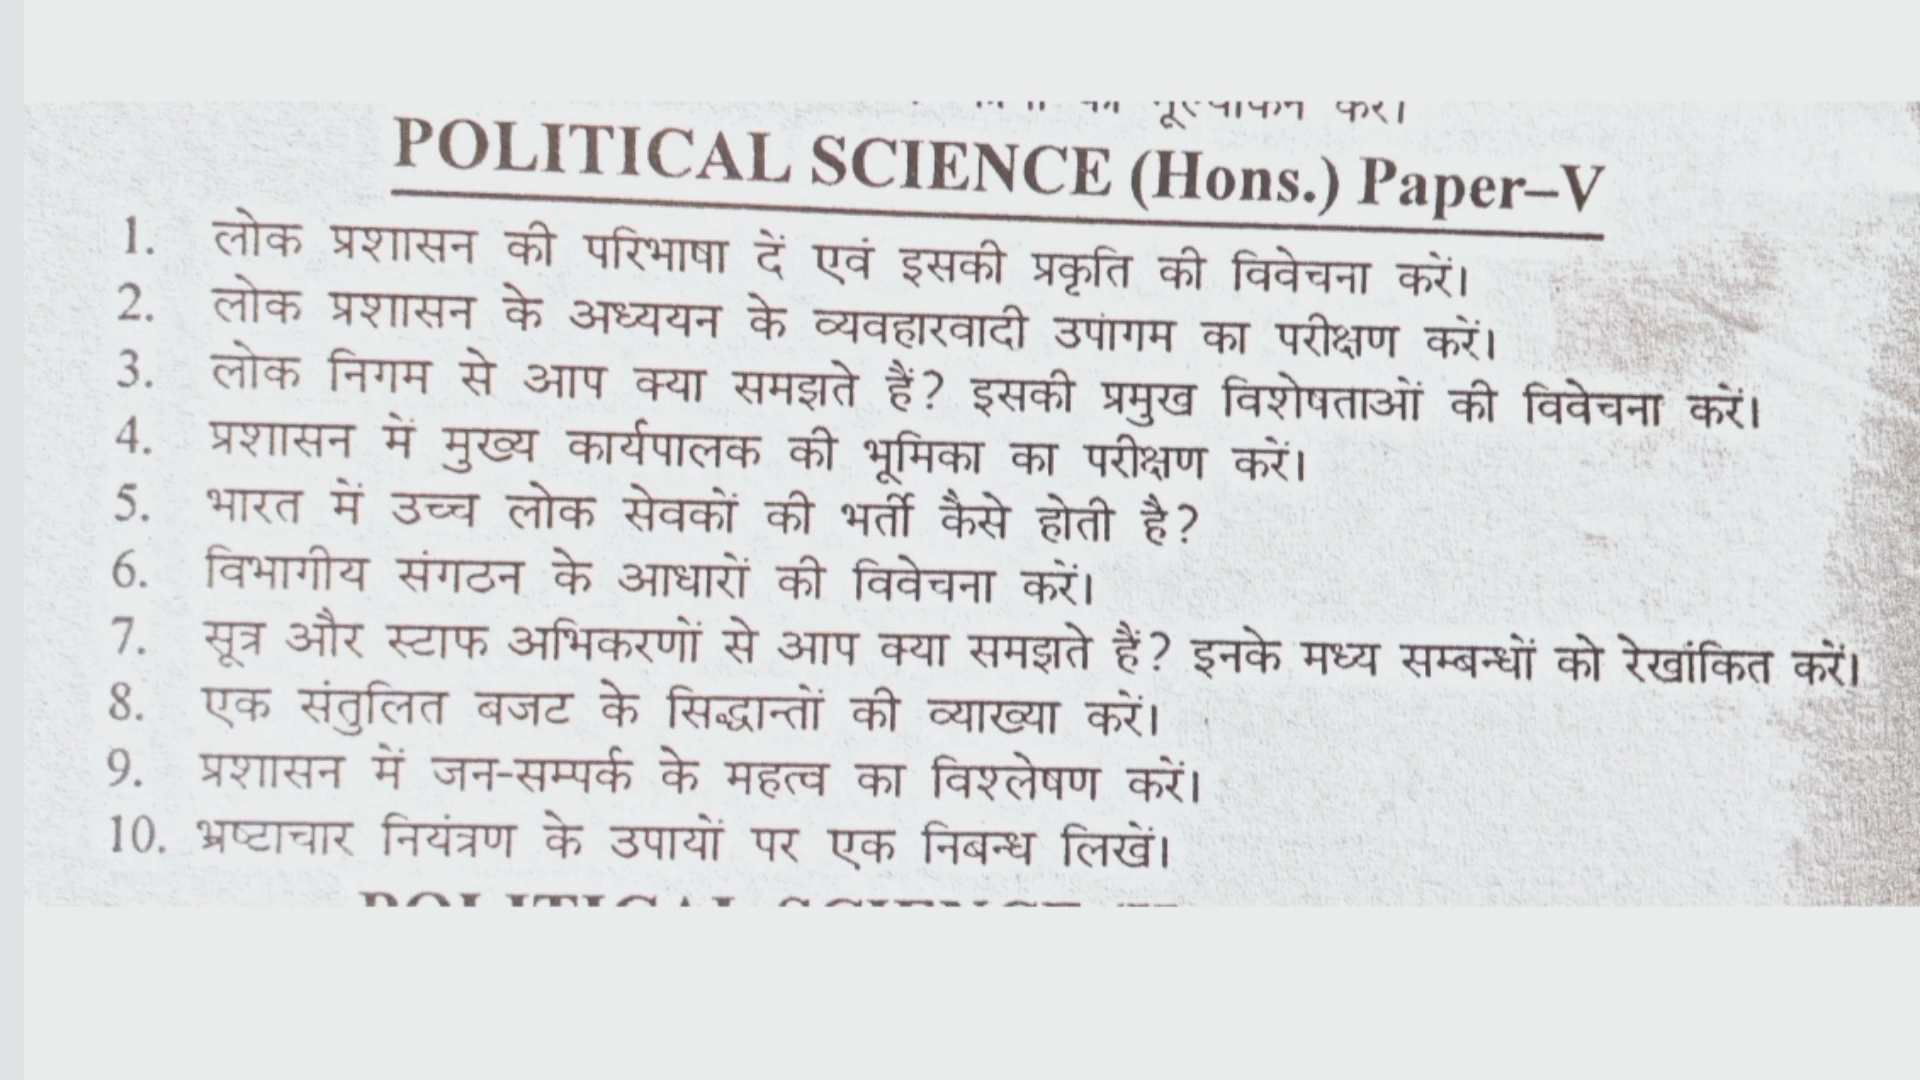 करें।
POLITICAL SCIENCE (Hons.) Paper–V
1. लोक प्रशासन की परिभाषा दें एवं इसकी प्रकृति की विवेचना करें।
2. लोक प्रशासन के अध्ययन के व्यवहारवादी उपागम का परीक्षण करें।
3. लोक निगम से आप क्या समझते हैं? इसकी प्रमुख विशेषताओं की विवेचना करें।
4. प्रशासन में मुख्य कार्यपालक की भूमिका का परीक्षण करें।
5. भारत में उच्च लोक सेवकों की भर्ती कैसे होती है?
6. विभागीय संगठन के आधारों की विवेचना करें।
7. सूत्र और स्टाफ अभिकरणों से आप क्या समझते हैं? इनके मध्य सम्बन्धों को रेखांकित करें।
8. एक संतुलित बजट के सिद्धान्तों की व्याख्या करें।
9. प्रशासन में जन-सम्पर्क के महत्व का विश्लेषण करें।
10. भ्रष्टाचार नियंत्रण के उपायों पर एक निबन्ध लिखें।
POLITICAL SCIENCE